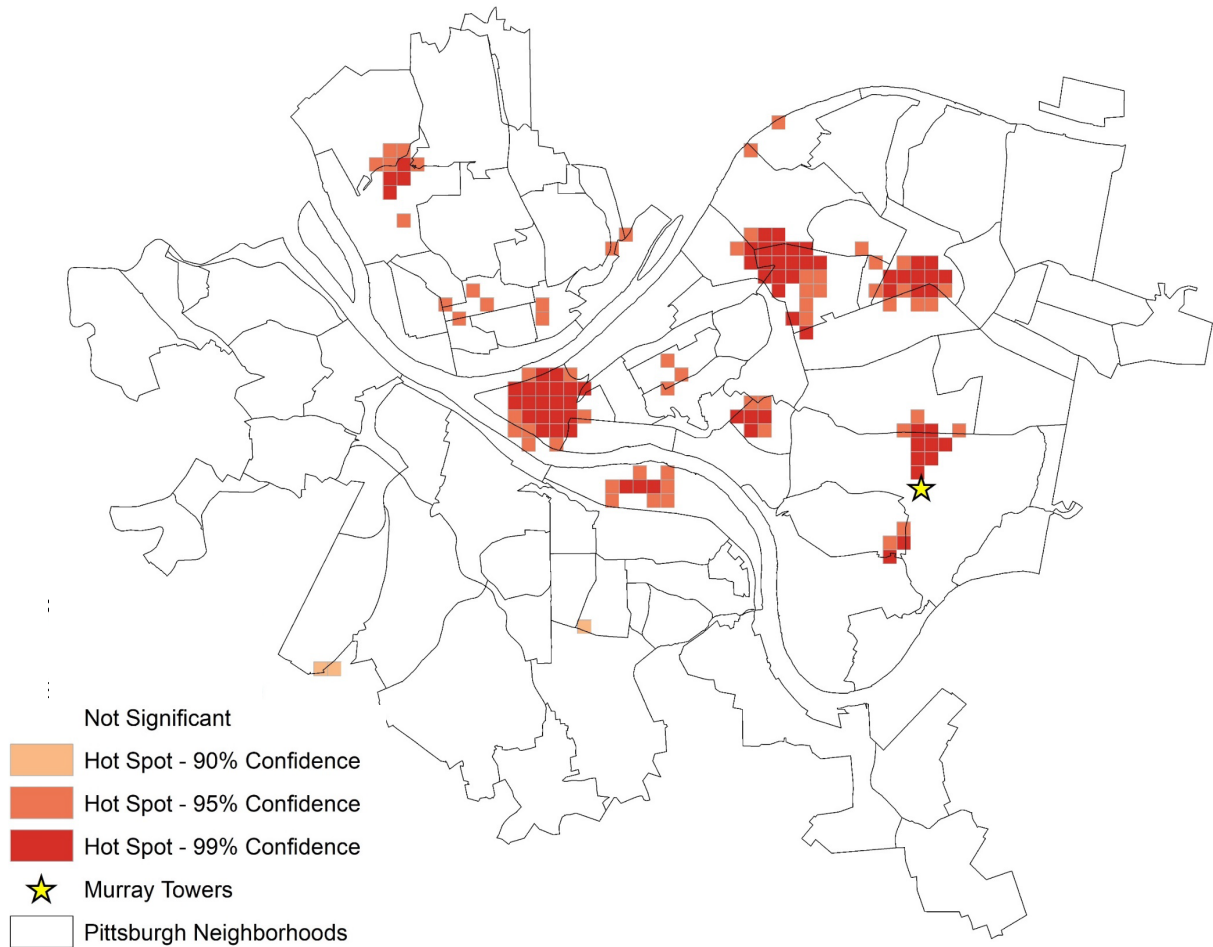 Not Significant
Hot Spot - 90% Confidence
Hot Spot - 95% Confidence
Hot Spot - 99% Confidence
Murray Towers
Pittsburgh Neighborhoods